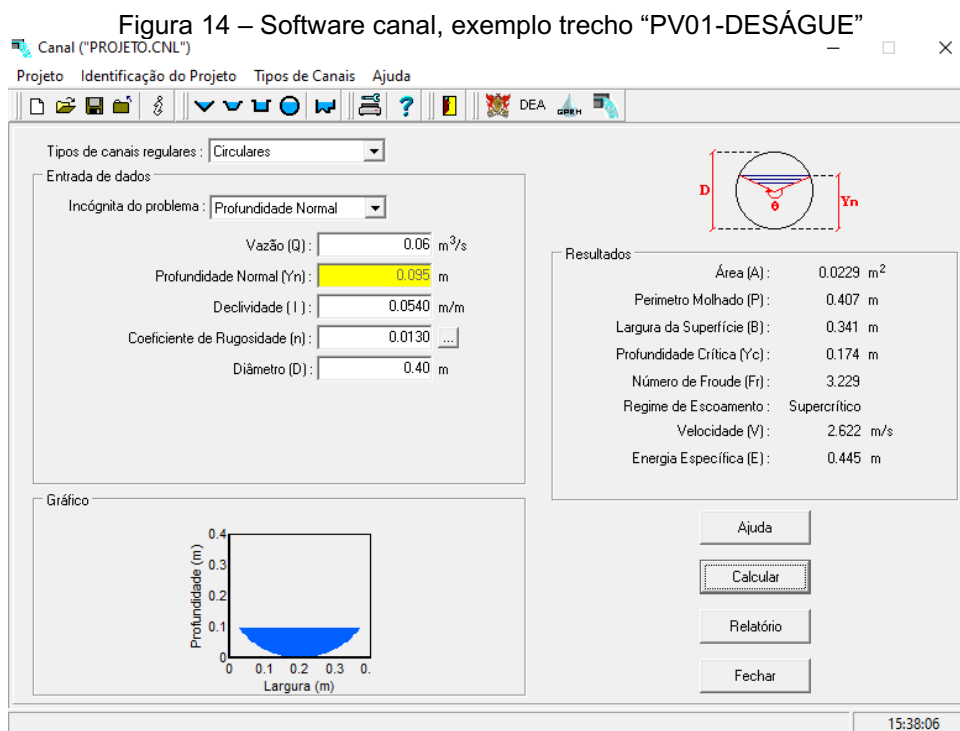 Figura 14 – Software canal, exemplo trecho “PV01-DESÁGUE”
Canal ("PROJETO.CNL")
Projeto Identificação do Projeto Tipos de Canais Ajuda
DEA GPRH
Tipos de canais regulares : Circulares
Entrada de dados
Incógnita do problema : Profundidade Normal
Vazão (Q) : 0.06 m³/s
Profundidade Normal (Yn) : 0.095 m
Declividade ( I ) : 0.0540 m/m
Coeficiente de Rugosidade (n) : 0.0130 ...
Diâmetro (D) : 0.40 m
D θ Yn
Resultados
Área (A) : 0.0229 m²
Perimetro Molhado (P) : 0.407 m
Largura da Superfície (B) : 0.341 m
Profundidade Crítica (Yc) : 0.174 m
Número de Froude (Fr) : 3.229
Regime de Escoamento : Supercrítico
Velocidade (V) : 2.622 m/s
Energia Específica (E) : 0.445 m
Gráfico
Profundidade (m)
0.4
0.3
0.2
0.1
0
0 0.1 0.2 0.3 0.
Largura (m)
Ajuda
Calcular
Relatório
Fechar
15:38:06